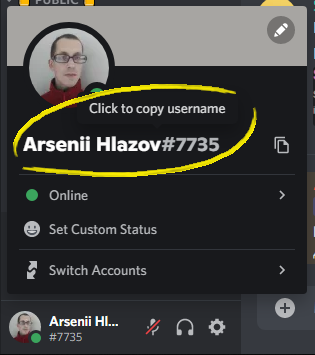 PUBLIC
Click to copy username
Arsenii Hlazov#7735
Online
Set Custom Status
Switch Accounts
Arsenii Hl...
#7735